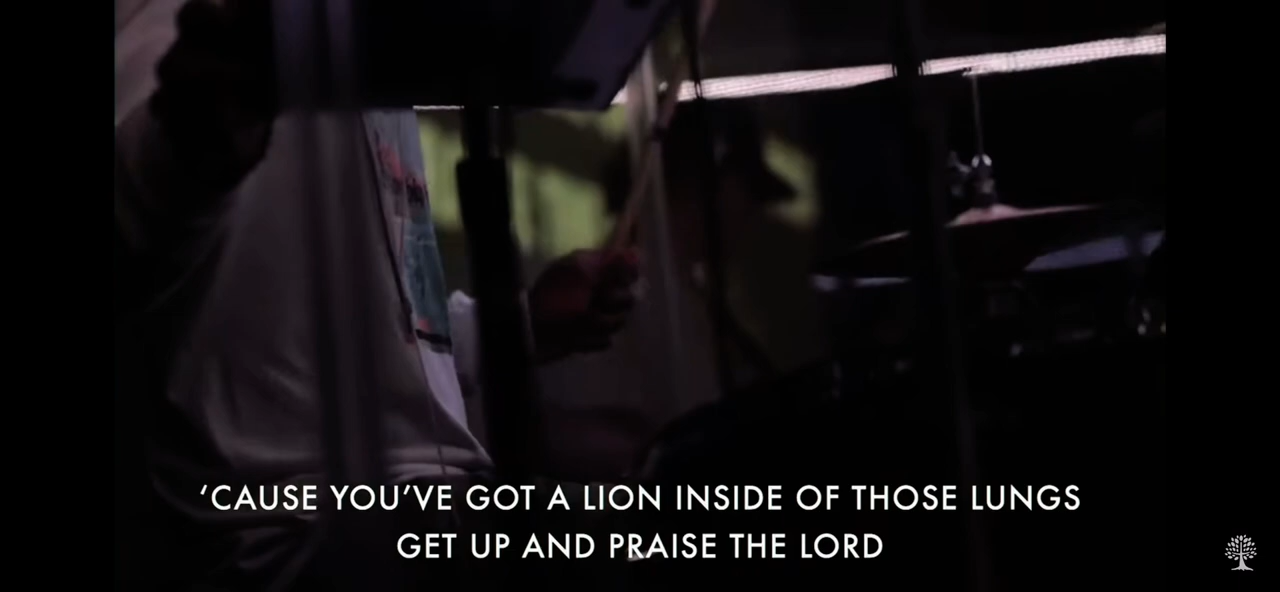 ‘CAUSE YOU’VE GOT A LION INSIDE OF THOSE LUNGS
GET UP AND PRAISE THE LORD